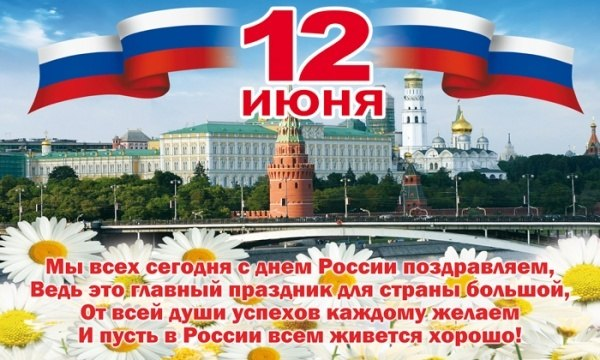 12
ИЮНЯ
Мы всех сегодня с днем России поздравляем,
Ведь это главный праздник для страны большой,
От всей души успехов каждому желаем
И пусть в России всем живется хорошо!